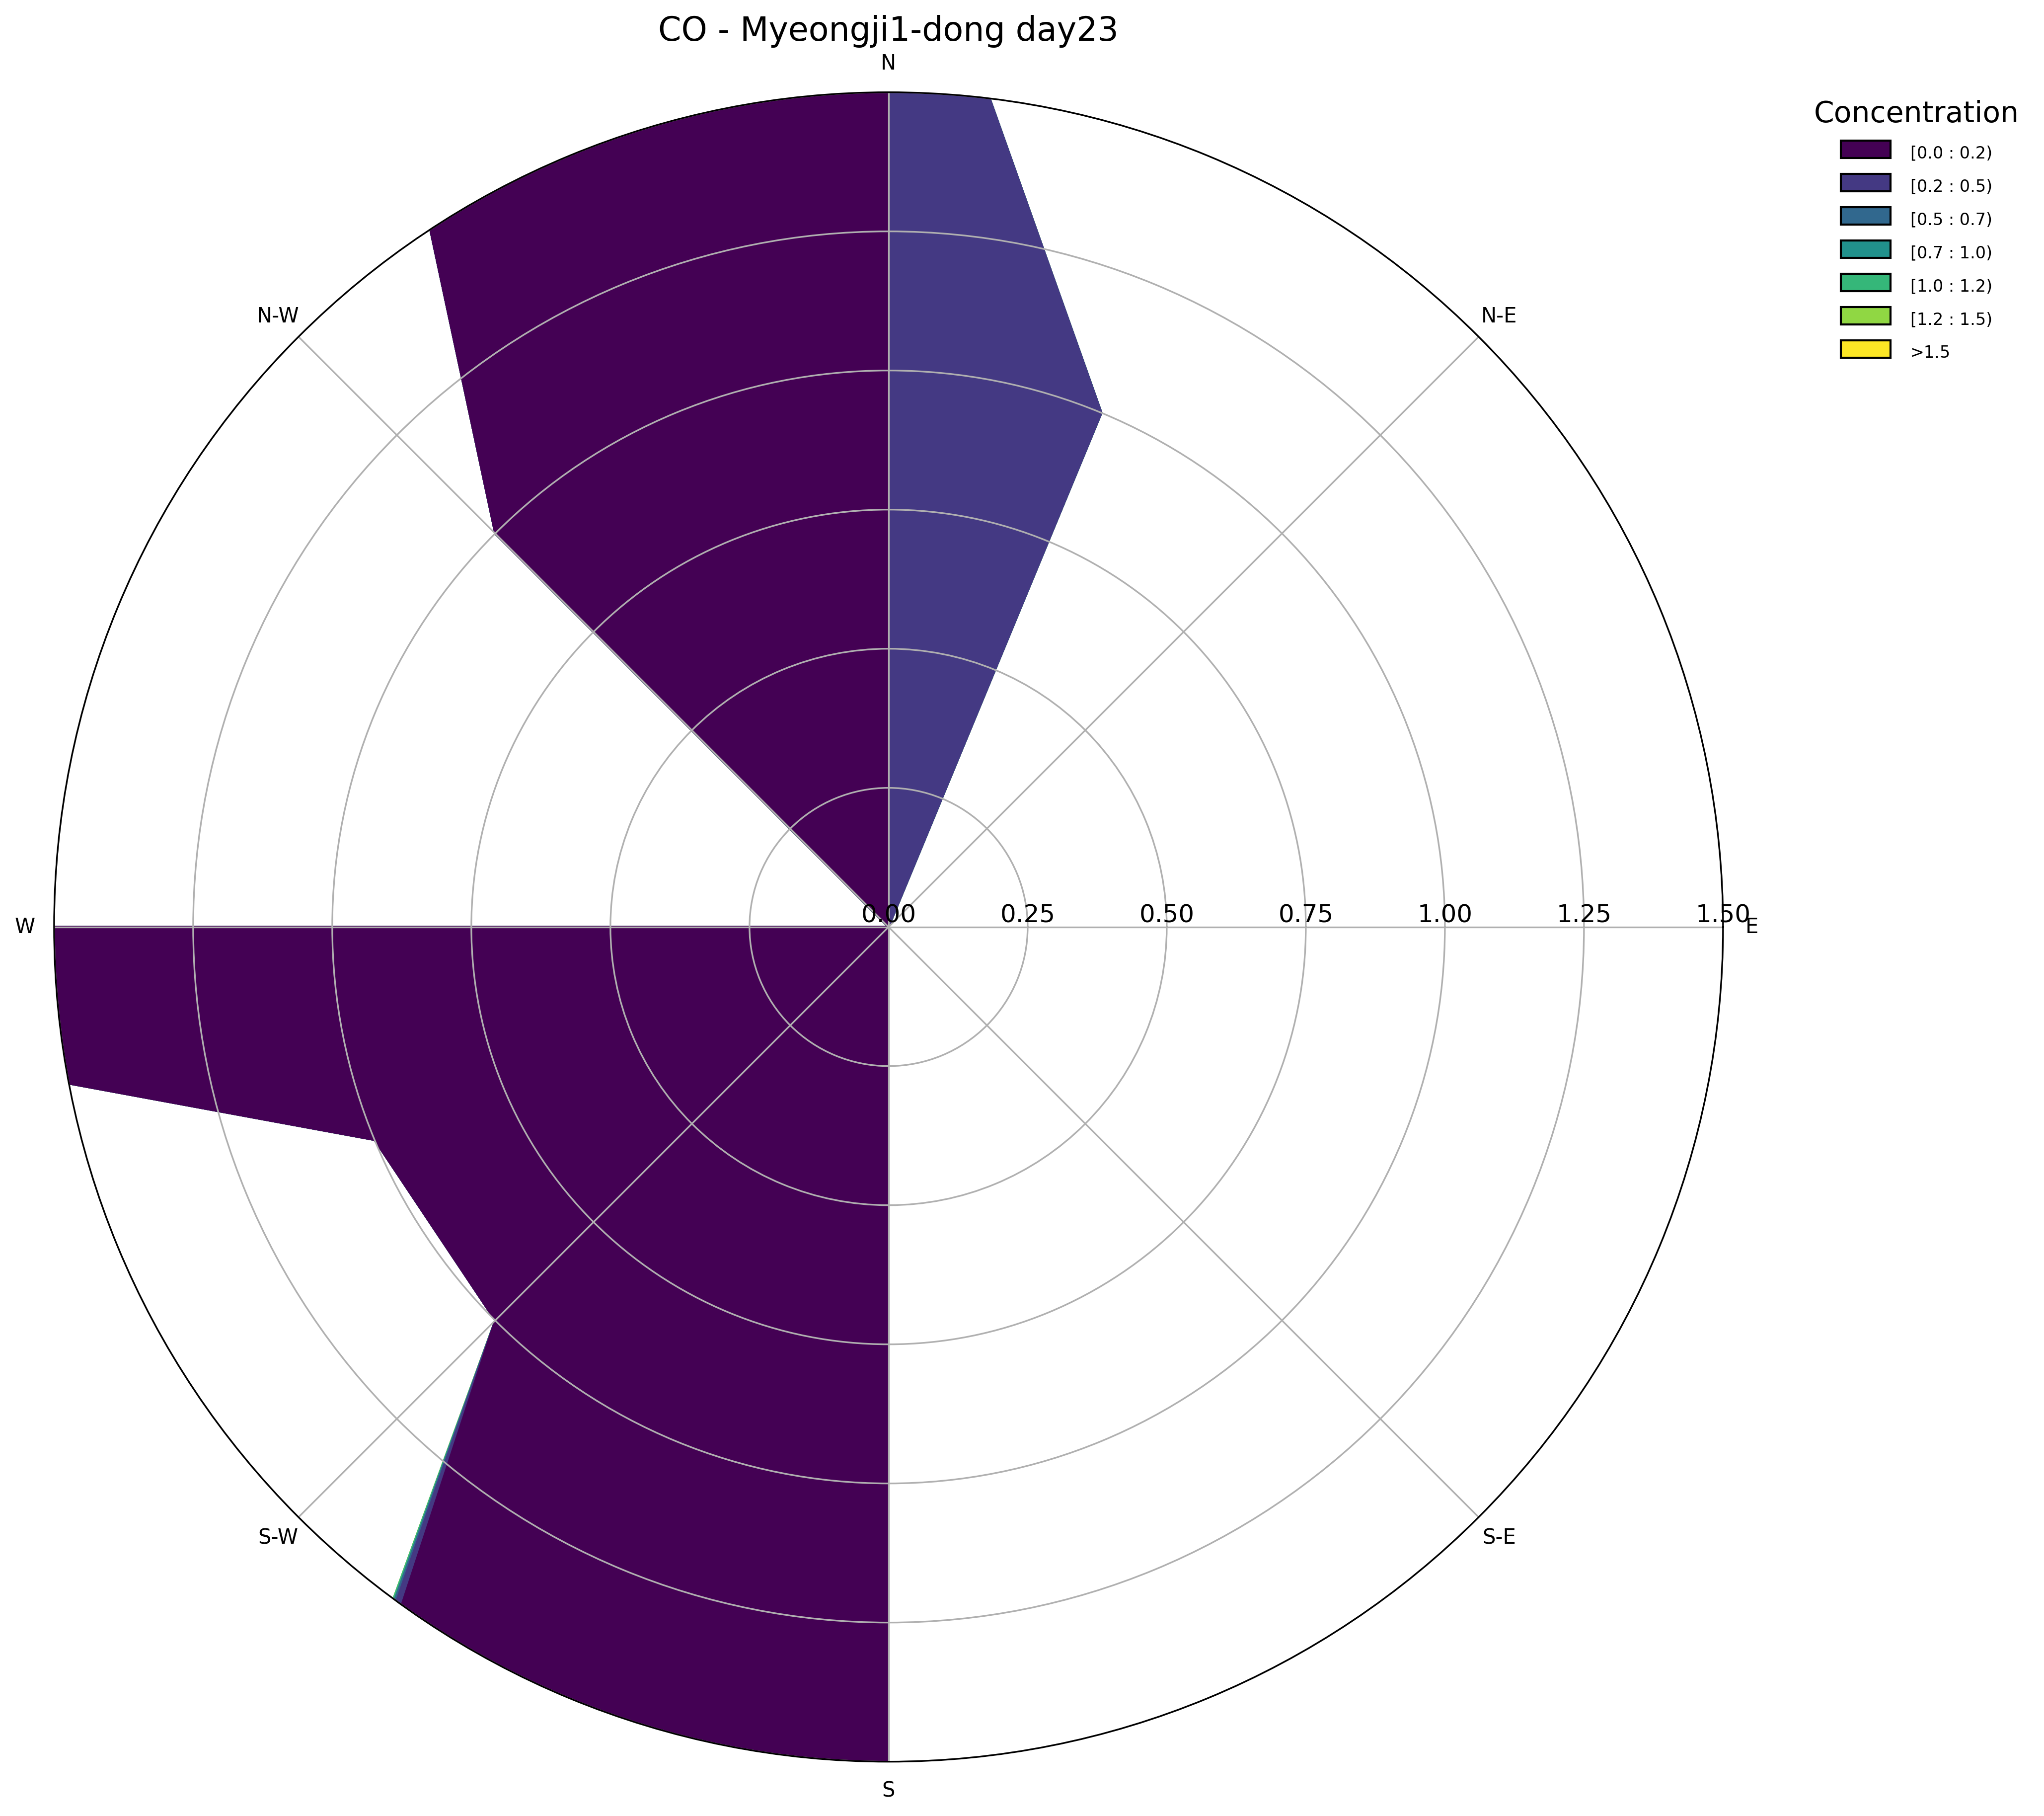 CO - Myeongji1-dong day23
N
Concentration
[0.0 : 0.2)
[0.2 : 0.5)
[0.5 : 0.7)
[0.7 : 1.0)
[1.0 : 1.2)
[1.2 : 1.5)
>1.5
N-W
N-E
W
0.00 0.25 0.50 0.75 1.00 1.25 1.50
E
S-W
S-E
S